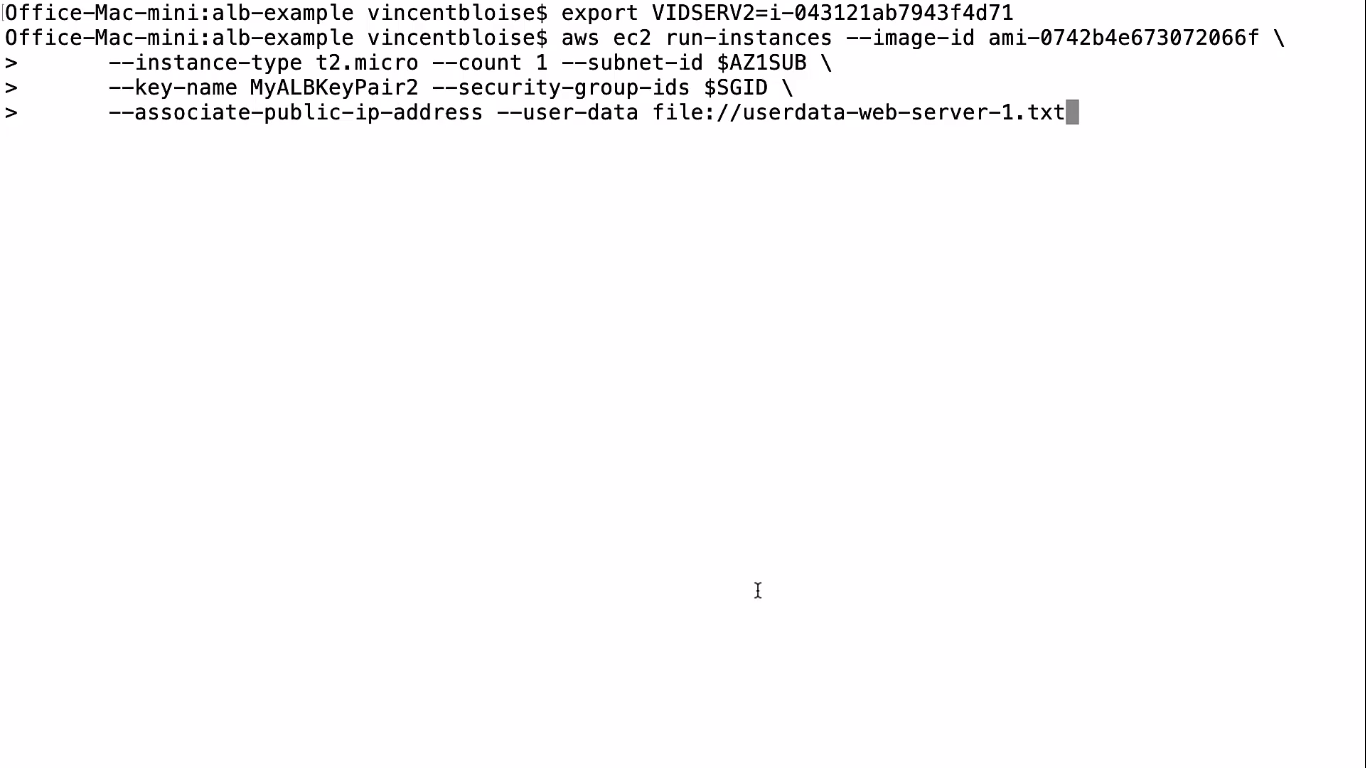 Office-Mac-mini:alb-example vincentbloise$ export VIDSERV2=i-043121ab7943f4d71
Office-Mac-mini:alb-example vincentbloise$ aws ec2 run-instances --image-id ami-0742b4e673072066f \
>       --instance-type t2.micro --count 1 --subnet-id $AZ1SUB \
>       --key-name MyALBKeyPair2 --security-group-ids $SGID \
>       --associate-public-ip-address --user-data file://userdata-web-server-1.txt